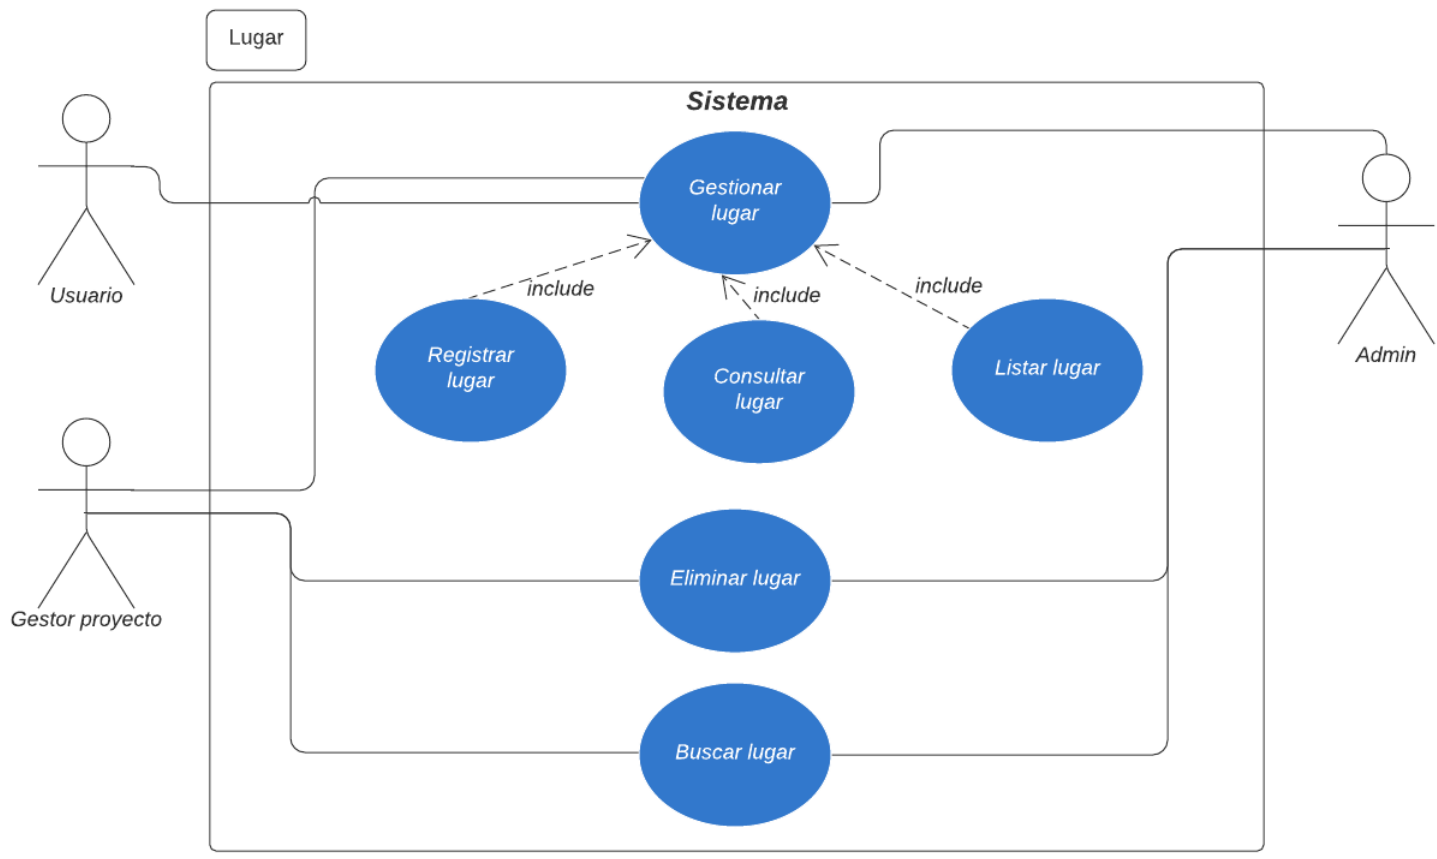 Lugar
Sistema
Gestionar
lugar
Usuario
include
include
include
Registrar
lugar
Consultar
lugar
Listar lugar
Admin
Gestor proyecto
Eliminar lugar
Buscar lugar